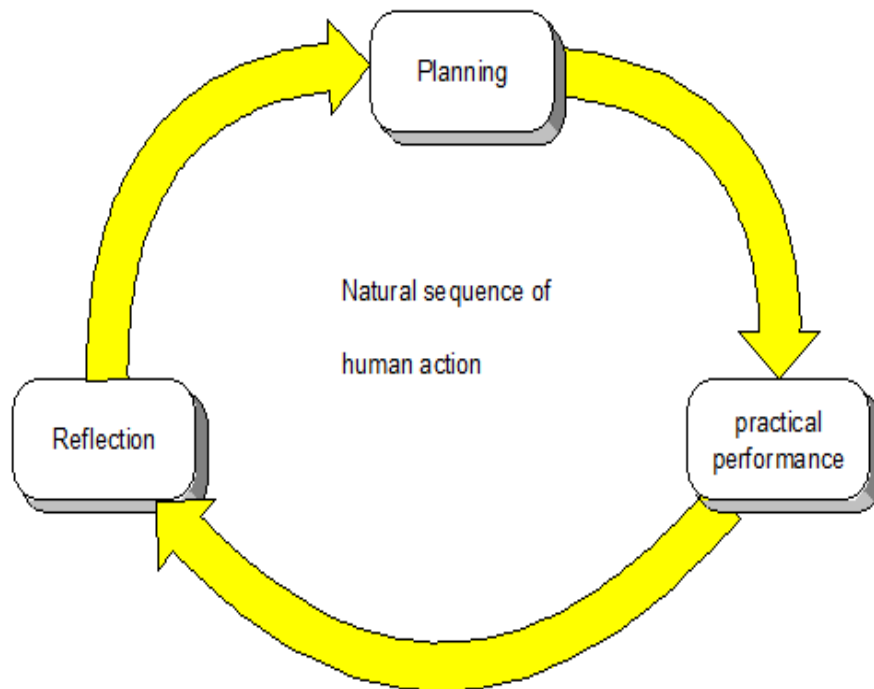 Planning
Natural sequence of
human action
Reflection
practical
performance